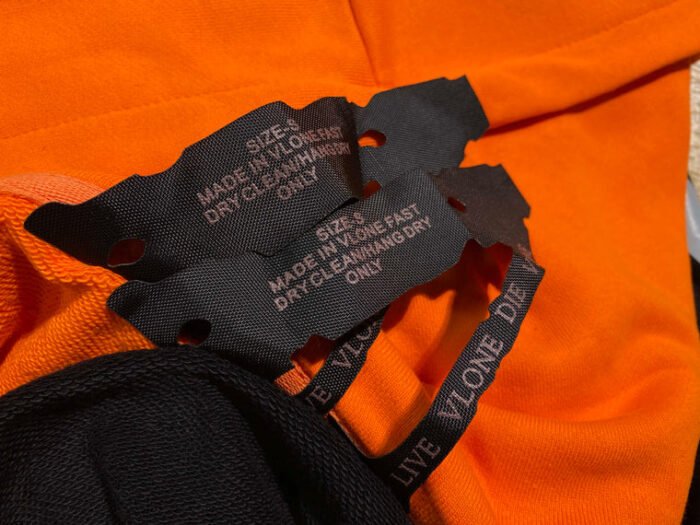 SIZE-S
MADE IN VLONE FAST
DRY CLEAN/HANG DRY
ONLY
SIZE-S
MADE IN VLONE FAST
DRY CLEAN/HANG DRY
ONLY
E VLO
LIVE VLONE DIE